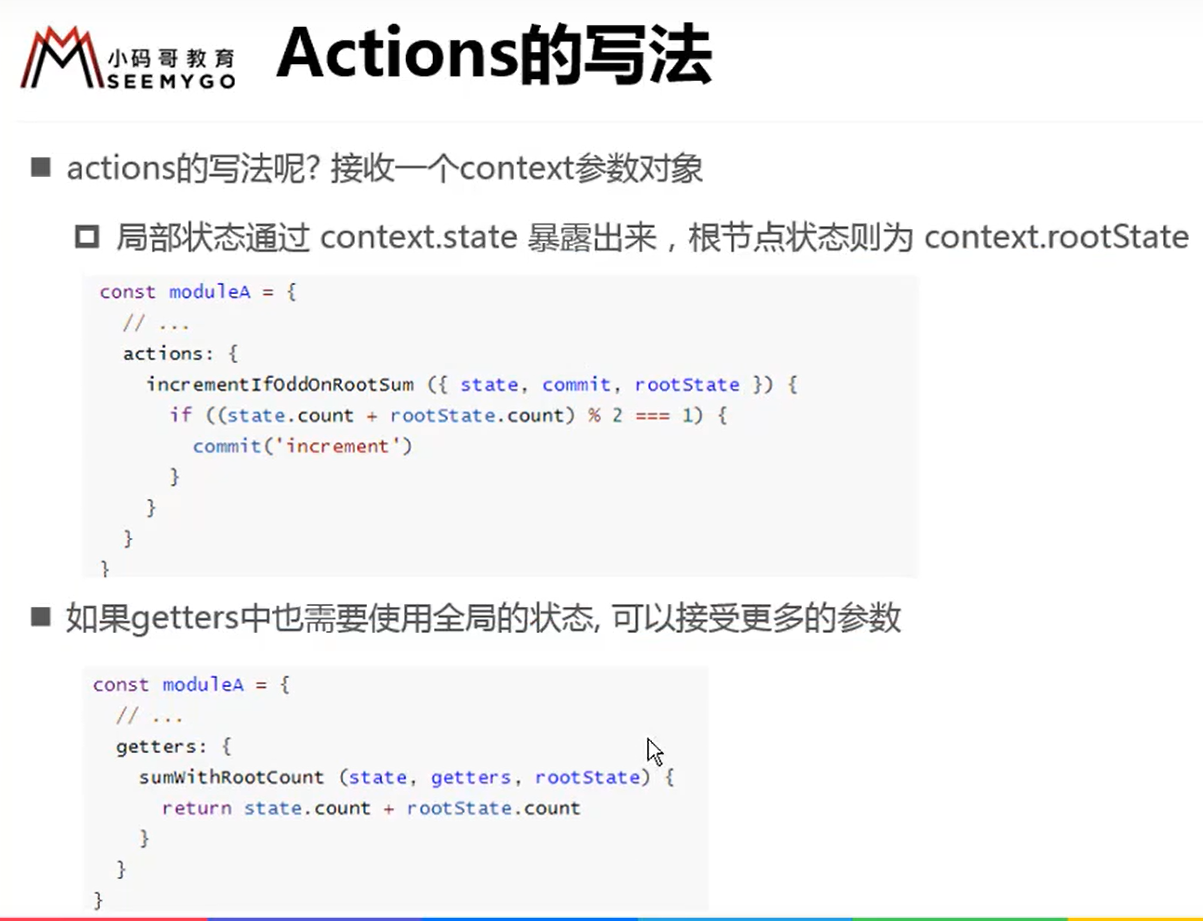 小码哥教育
SEEMYGO
Actions的写法
actions的写法呢? 接收一个context参数对象
局部状态通过 context.state 暴露出来，根节点状态则为 context.rootState
const moduleA = {
  // ...
  actions: {
    incrementIfOddOnRootSum ({ state, commit, rootState }) {
      if ((state.count + rootState.count) % 2 === 1) {
        commit('increment')
      }
    }
  }
}
如果getters中也需要使用全局的状态, 可以接受更多的参数
const moduleA = {
  // ...
  getters: {
    sumWithRootCount (state, getters, rootState) {
      return state.count + rootState.count
    }
  }
}